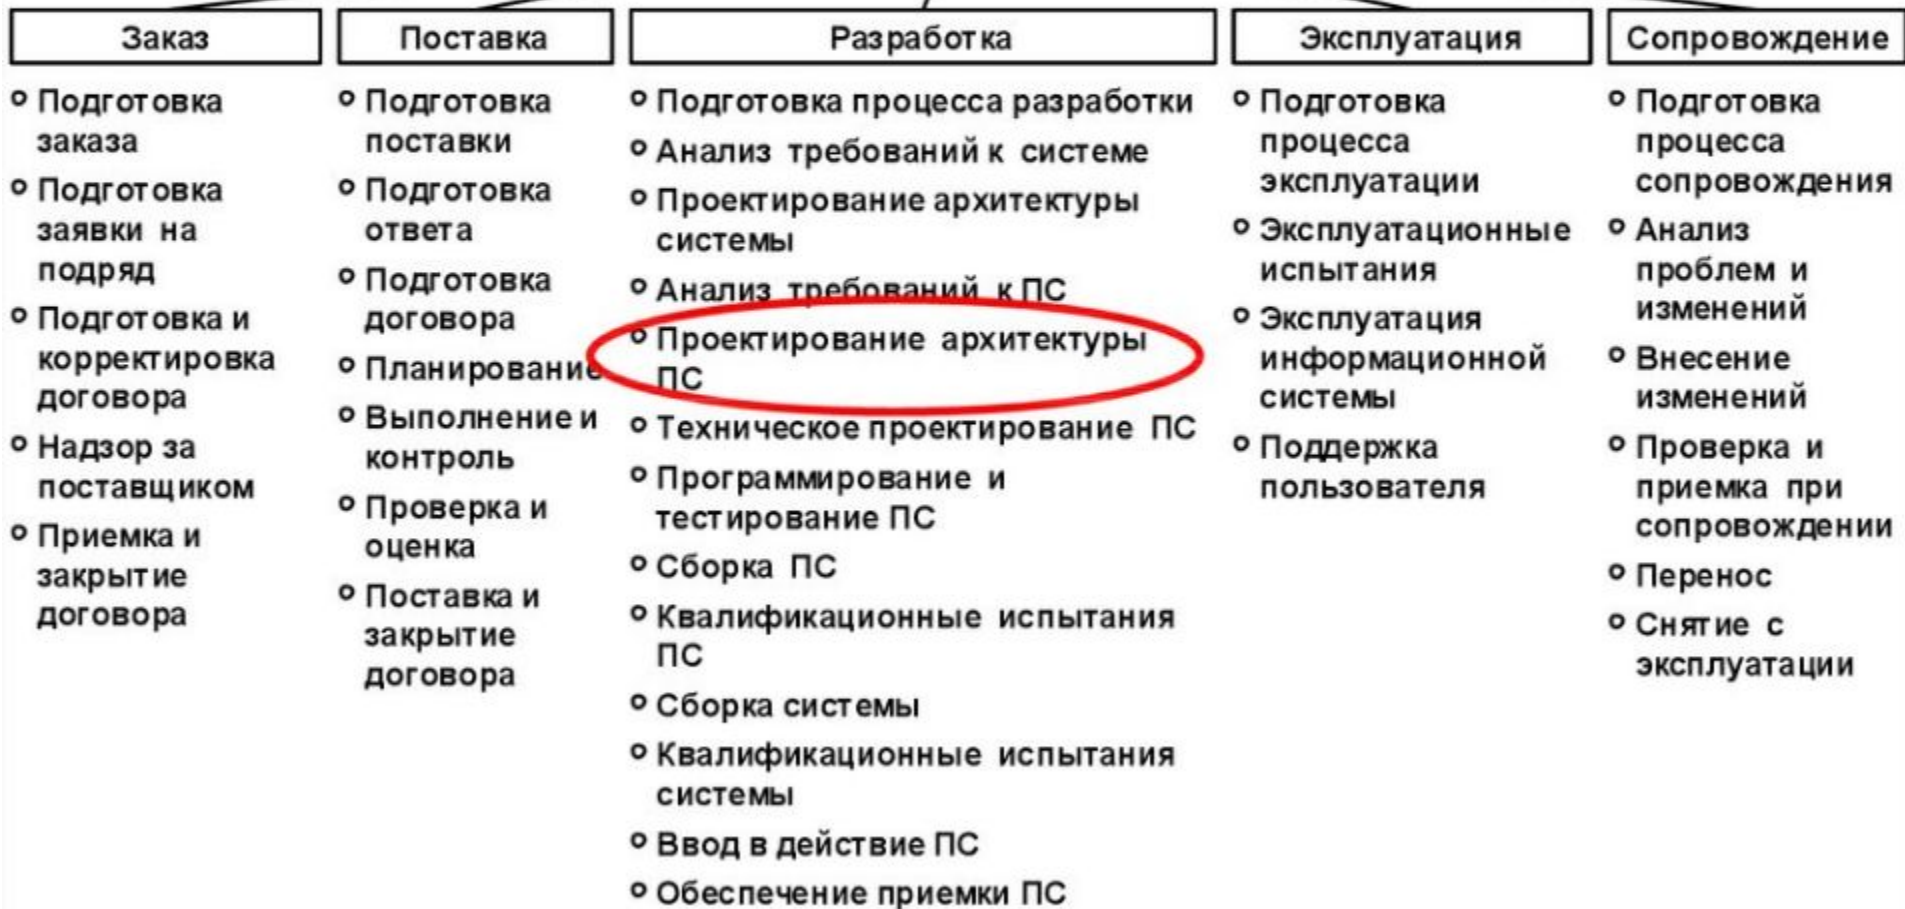 Заказ
Подготовка
заказа
Подготовка
заявки на
подряд
Подготовка и
корректировка
договора
Надзор за
поставщиком
Приемка и
закрытие
договора
Поставка
Подготовка
поставки
Подготовка
ответа
Подготовка
договора
Планирование
Выполнение и
контроль
Проверка и
оценка
Поставка и
закрытие
договора
Разработка
Подготовка процесса разработки
Анализ требований к системе
Проектирование архитектуры
системы
Анализ требований к ПС
Проектирование архитектуры
ПС
Техническое проектирование ПС
Программирование и
тестирование ПС
Сборка ПС
Квалификационные испытания
ПС
Сборка системы
Квалификационные испытания
системы
Ввод в действие ПС
Обеспечение приемки ПС
Эксплуатация
Подготовка
процесса
эксплуатации
Эксплуатационные
испытания
Эксплуатация
информационной
системы
Поддержка
пользователя
Сопровождение
Подготовка
процесса
сопровождения
Анализ
проблем и
изменений
Внесение
изменений
Проверка и
приемка при
сопровождении
Перенос
Снятие с
эксплуатации